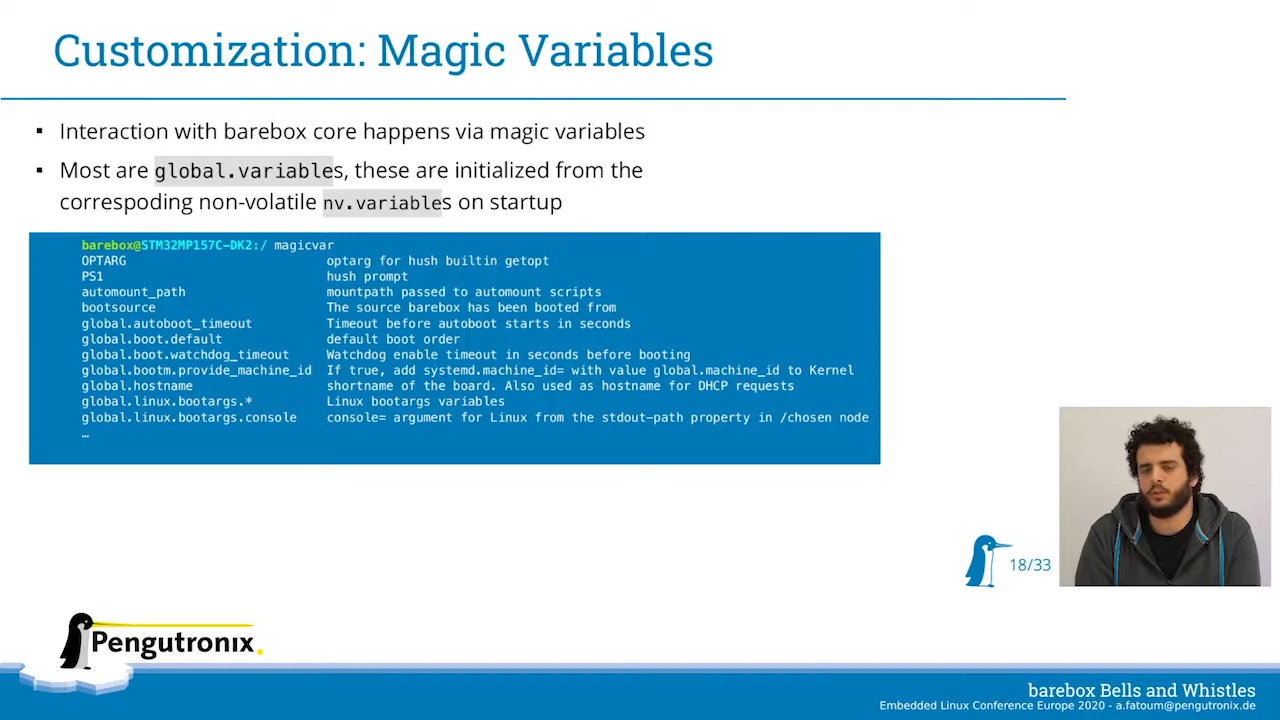 Customization: Magic Variables
▪ Interaction with barebox core happens via magic variables
▪ Most are global.variables, these are initialized from the
correspoding non-volatile nv.variables on startup
barebox@STM32MP157C-DK2:/ magicvar
OPTARG optarg for hush builtin getopt
PS1 hush prompt
automount_path mountpath passed to automount scripts
bootsource The source barebox has been booted from
global.autoboot_timeout Timeout before autoboot starts in seconds
global.boot.default default boot order
global.boot.watchdog_timeout Watchdog enable timeout in seconds before booting
global.bootm.provide_machine_id If true, add systemd.machine_id= with value global.machine_id to Kernel
global.hostname shortname of the board. Also used as hostname for DHCP requests
global.linux.bootargs.* Linux bootargs variables
global.linux.bootargs.console console= argument for Linux from the stdout-path property in /chosen node
…
18/33
Pengutronix
barebox Bells and Whistles
Embedded Linux Conference Europe 2020 - a.fatoum@pengutronix.de